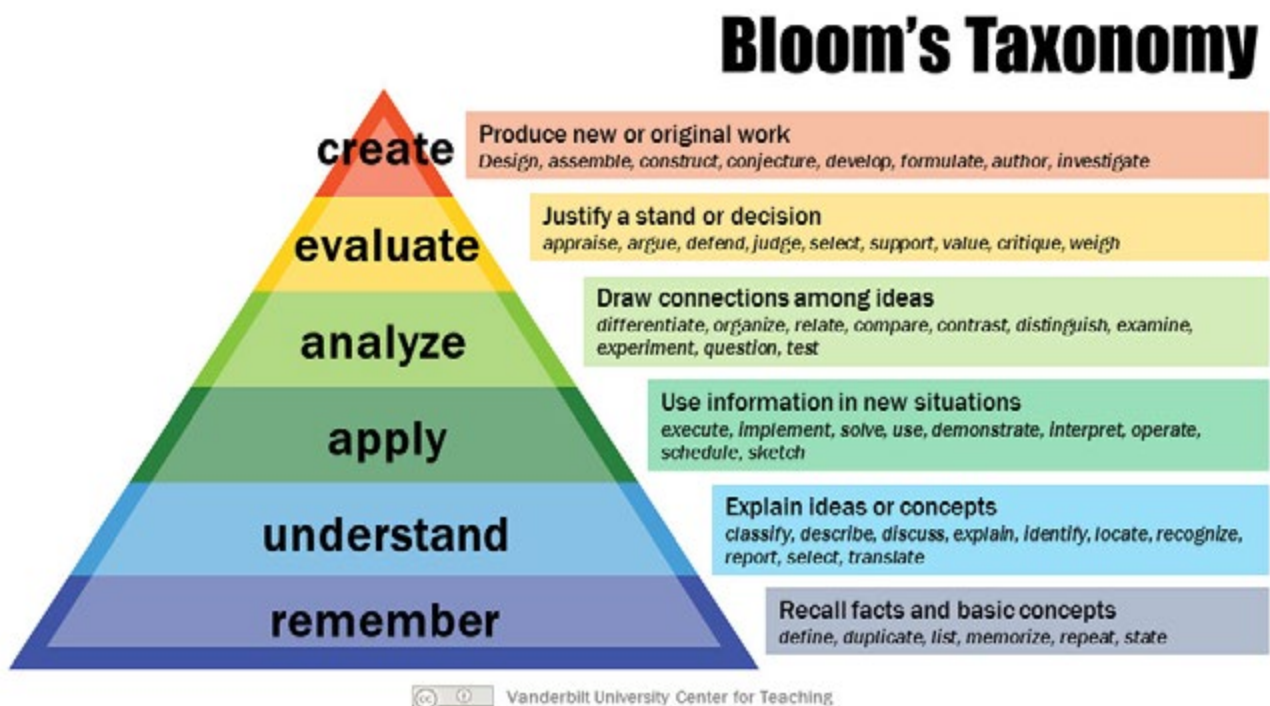 Bloom's Taxonomy
create
Produce new or original work
Design, assemble, construct, conjecture, develop, formulate, author, investigate
evaluate
Justify a stand or decision
appraise, argue, defend, judge, select, support, value, critique, weigh
analyze
Draw connections among ideas
differentiate, organize, relate, compare, contrast, distinguish, examine,
experiment, question, test
apply
Use information in new situations
execute, implement, solve, use, demonstrate, interpret, operate,
schedule, sketch
understand
Explain ideas or concepts
classify, describe, discuss, explain, identify, locate, recognize,
report, select, translate
remember
Recall facts and basic concepts
define, duplicate, list, memorize, repeat, state
cc
Vanderbilt University Center for Teaching